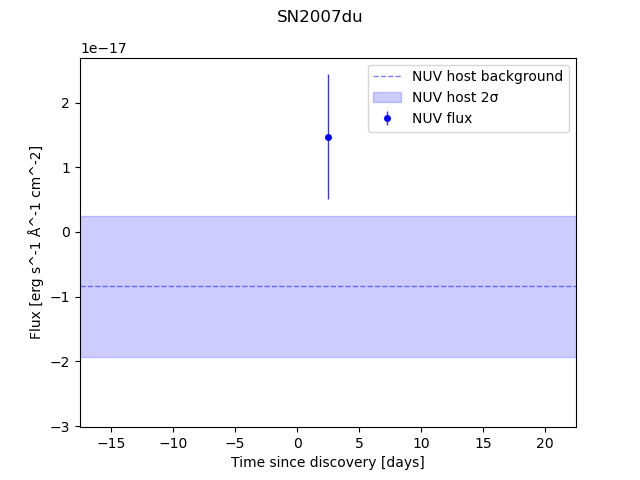 SN2007du
1e−17
NUV host background
NUV host 2σ
NUV flux
2
1
0
−1
−2
−3
Flux [erg s^-1 Å^-1 cm^-2]
−15 −10 −5 0 5 10 15 20
Time since discovery [days]